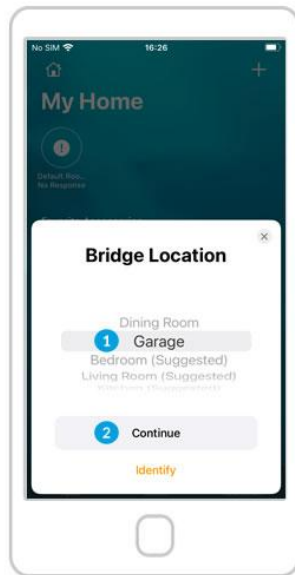 No SIM 16:26
My Home
Default Roo...
No Response
Bridge Location
Dining Room
1 Garage
Bedroom (Suggested)
Living Room (Suggested)
2 Continue
Identify